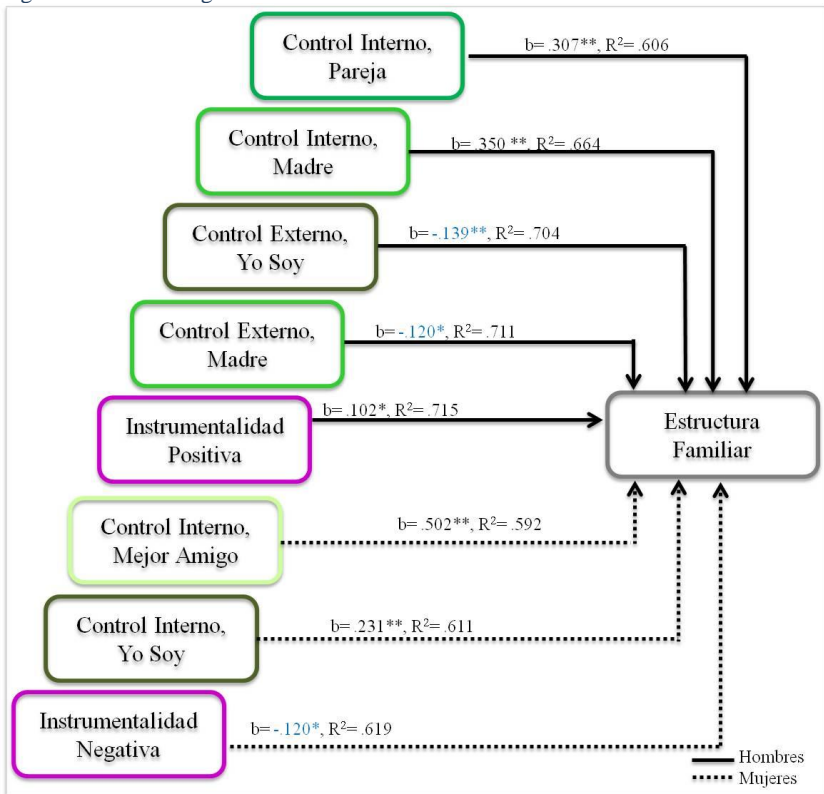 Control Interno,
Pareja
b= .307**, R²= .606
Control Interno,
Madre
b= .350 **, R²= .664
Control Externo,
Yo Soy
b= -.139**, R²= .704
Control Externo,
Madre
b= -.120*, R²= .711
Instrumentalidad
Positiva
b= .102*, R²= .715
Estructura
Familiar
Control Interno,
Mejor Amigo
b= .502**, R²= .592
Control Interno,
Yo Soy
b= .231**, R²= .611
Instrumentalidad
Negativa
b= -.120*, R²= .619
Hombres
Mujeres